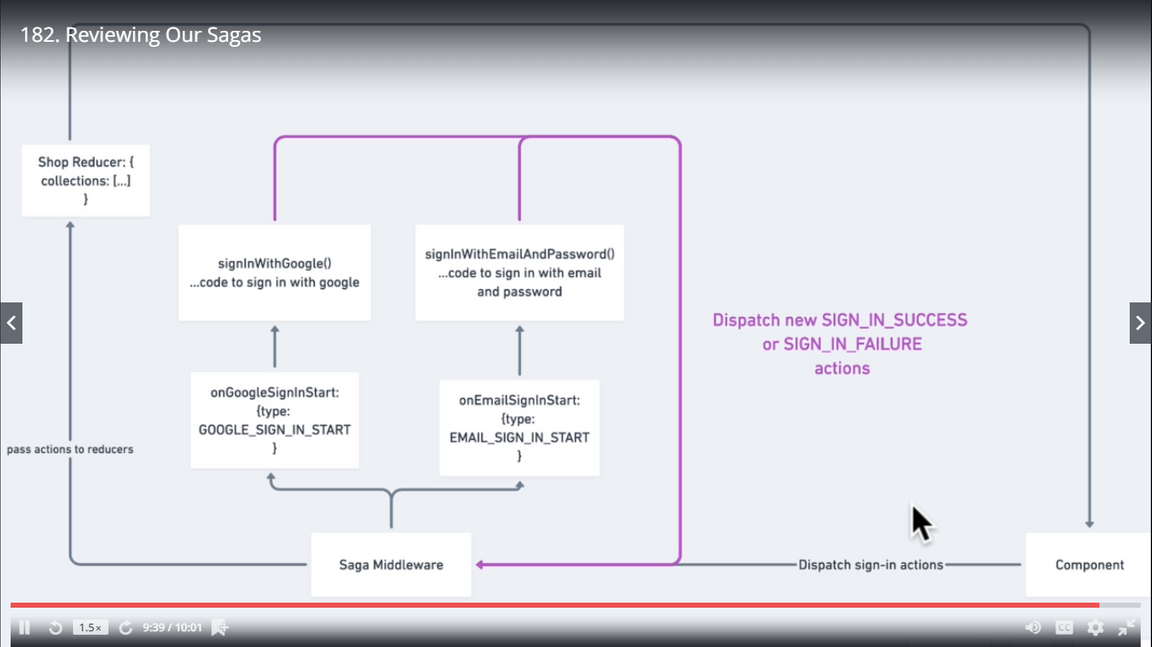 182. Reviewing Our Sagas
Shop Reducer: {
collections: [...]
}
signInWithGoogle()
...code to sign in with google
signInWithEmailAndPassword()
...code to sign in with email
and password
Dispatch new SIGN_IN_SUCCESS
or SIGN_IN_FAILURE
actions
onGoogleSignInStart:
{type:
GOOGLE_SIGN_IN_START
}
onEmailSignInStart:
{type:
EMAIL_SIGN_IN_START
}
pass actions to reducers
Saga Middleware
Dispatch sign-in actions
Component
1.5×
9:39 / 10:01
CC